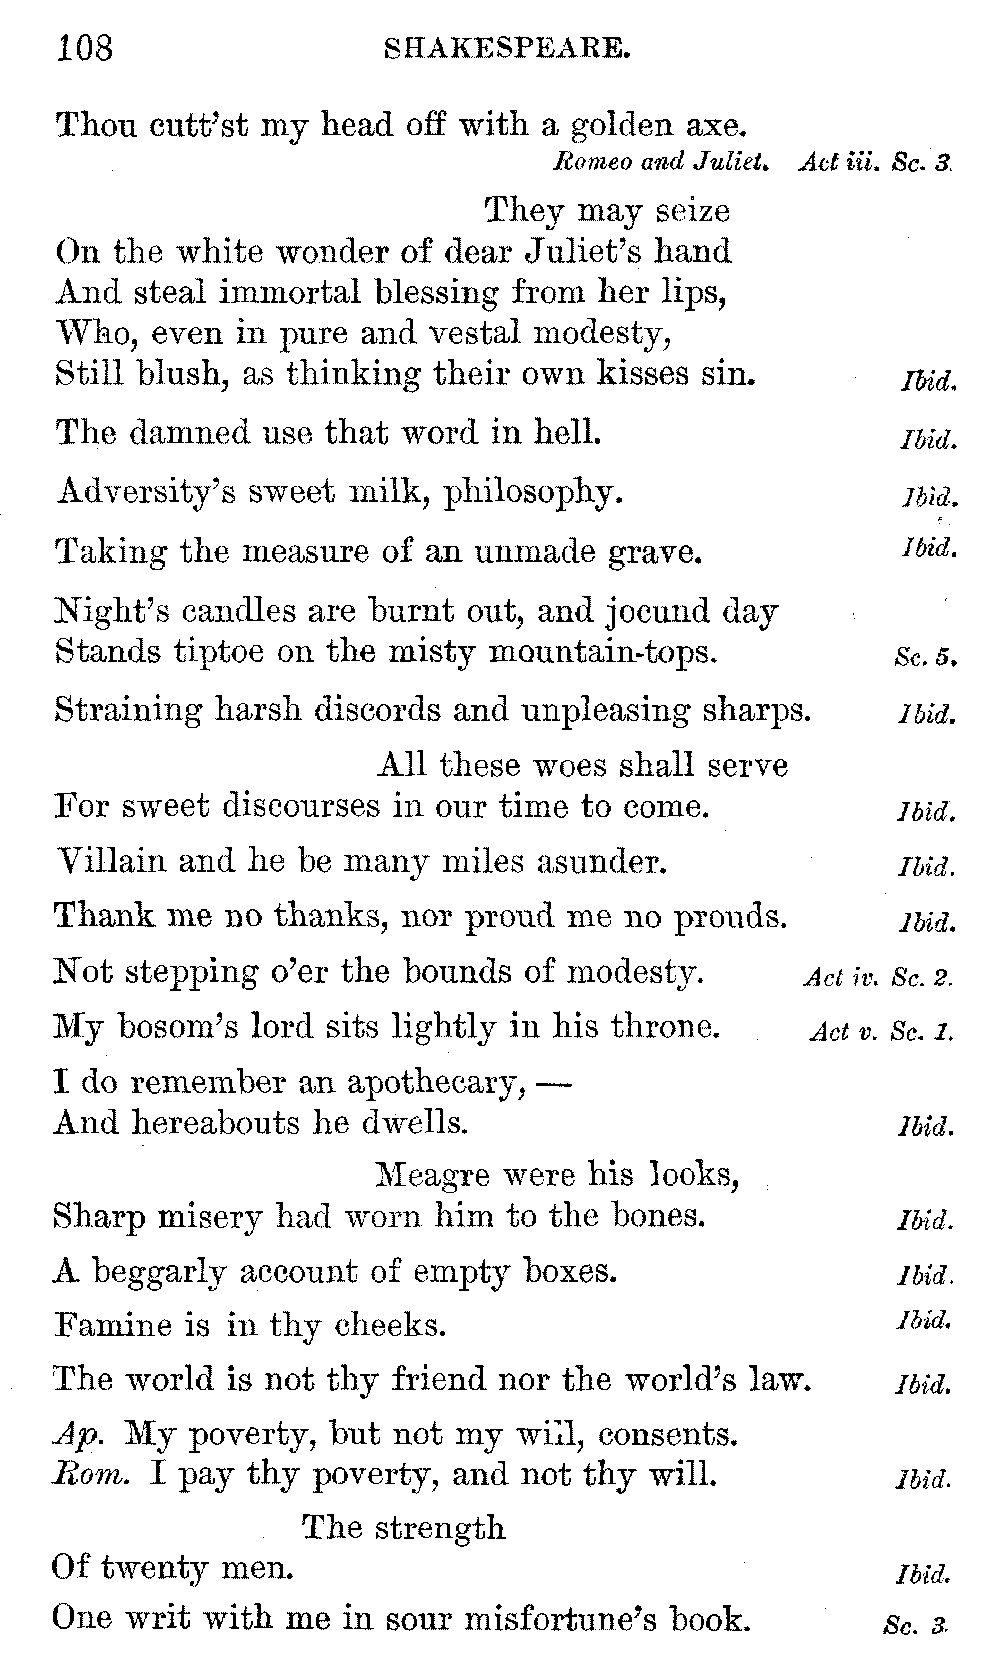 108 SHAKESPEARE.
Thou cutt'st my head off with a golden axe.
Romeo and Juliet. Act iii. Sc. 3.
They may seize
On the white wonder of dear Juliet's hand
And steal immortal blessing from her lips,
Who, even in pure and vestal modesty,
Still blush, as thinking their own kisses sin. Ibid.
The damned use that word in hell. Ibid.
Adversity's sweet milk, philosophy. Ibid.
Taking the measure of an unmade grave. Ibid.
Night's candles are burnt out, and jocund day
Stands tiptoe on the misty mountain-tops. Sc. 5.
Straining harsh discords and unpleasing sharps. Ibid.
All these woes shall serve
For sweet discourses in our time to come. Ibid.
Villain and he be many miles asunder. Ibid.
Thank me no thanks, nor proud me no prouds. Ibid.
Not stepping o'er the bounds of modesty. Act iv. Sc. 2.
My bosom's lord sits lightly in his throne. Act v. Sc. 1.
I do remember an apothecary, —
And hereabouts he dwells. Ibid.
Meagre were his looks,
Sharp misery had worn him to the bones. Ibid.
A beggarly account of empty boxes. Ibid.
Famine is in thy cheeks. Ibid.
The world is not thy friend nor the world's law. Ibid.
Ap. My poverty, but not my will, consents.
Rom. I pay thy poverty, and not thy will. Ibid.
The strength
Of twenty men. Ibid.
One writ with me in sour misfortune's book. Sc. 3.